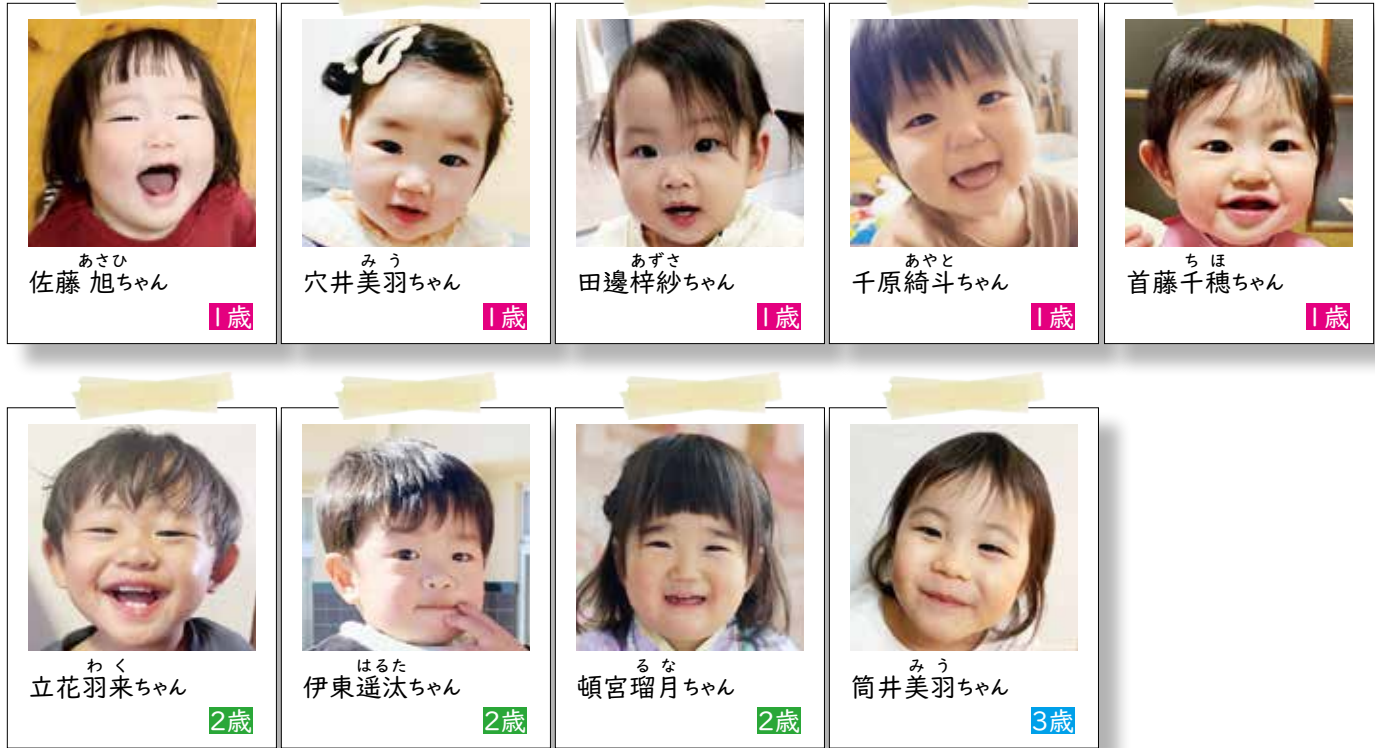 あさひ
佐藤 旭ちゃん
1歳
みう
穴井美羽ちゃん
1歳
あずさ
田邊梓紗ちゃん
1歳
あやと
千原綺斗ちゃん
1歳
ちほ
首藤千穂ちゃん
1歳
わく
立花羽来ちゃん
2歳
はるた
伊東遥汰ちゃん
2歳
るな
頓宮瑠月ちゃん
2歳
みう
筒井美羽ちゃん
3歳